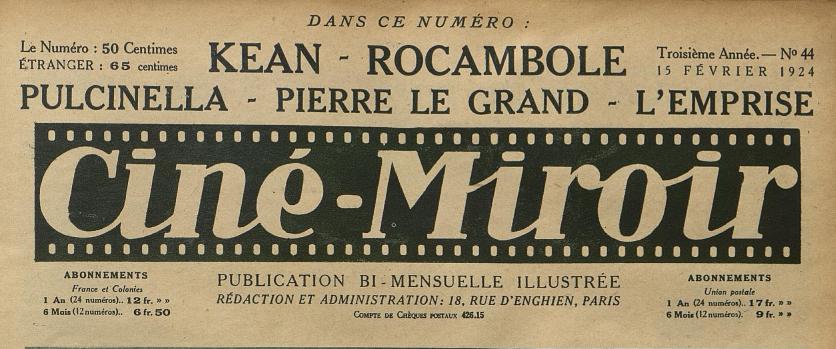 DANS CE NUMÉRO :
Le Numéro : 50 Centimes
ÉTRANGER : 65 centimes
KEAN - ROCAMBOLE
Troisième Année. — No 44
15 FÉVRIER 1924
PULCINELLA - PIERRE LE GRAND - L'EMPRISE
Ciné-Miroir
ABONNEMENTS
France et Colonies
1 An (24 numéros).. 12 fr. » »
6 Mois (12 numéros).. 6 fr. 50
PUBLICATION BI-MENSUELLE ILLUSTRÉE
RÉDACTION ET ADMINISTRATION: 18, RUE D'ENGHIEN, PARIS
COMPTE DE CHÈQUES POSTAUX 426.15
ABONNEMENTS
Union postale
1 An (24 numéros).. 17 fr. » »
6 Mois (12 numéros). 9 fr. » »